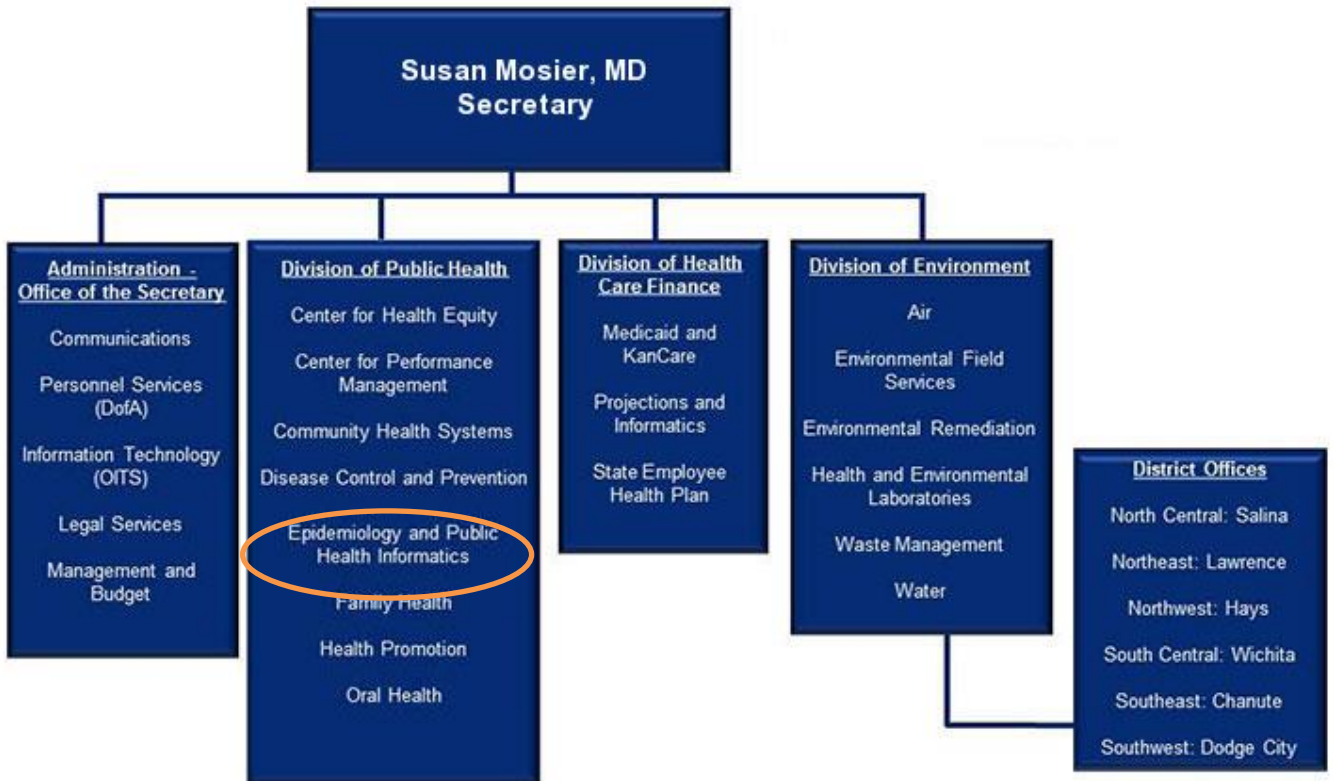 Susan Mosier, MD
Secretary
Administration -
Office of the Secretary
Communications
Personnel Services
(DofA)
Information Technology
(OITS)
Legal Services
Management and
Budget
Division of Public Health
Center for Health Equity
Center for Performance
Management
Community Health Systems
Disease Control and Prevention
Epidemiology and Public
Health Informatics
Family Health
Health Promotion
Oral Health
Division of Health
Care Finance
Medicaid and
KanCare
Projections and
Informatics
State Employee
Health Plan
Division of Environment
Air
Environmental Field
Services
Environmental Remediation
Health and Environmental
Laboratories
Waste Management
Water
District Offices
North Central: Salina
Northeast: Lawrence
Northwest: Hays
South Central: Wichita
Southeast: Chanute
Southwest: Dodge City